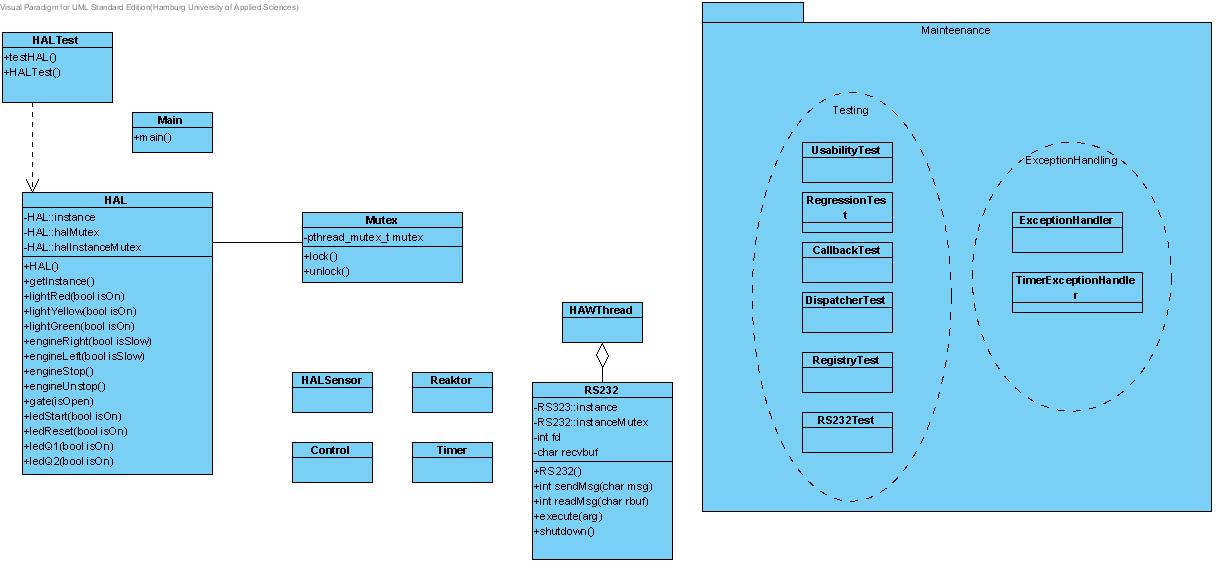 Visual Paradigm for UML Standard Edition(Hamburg University of Applied Sciences)
HALTest
+testHAL()
+HALTest()
Main
+main()
HAL
-HAL::instance
-HAL::halMutex
-HAL::halInstanceMutex
+HAL()
+getInstance()
+lightRed(bool isOn)
+lightYellow(bool isOn)
+lightGreen(bool isOn)
+engineRight(bool isSlow)
+engineLeft(bool isSlow)
+engineStop()
+engineUnstop()
+gate(isOpen)
+ledStart(bool isOn)
+ledReset(bool isOn)
+ledQ1(bool isOn)
+ledQ2(bool isOn)
Mutex
-pthread_mutex_t mutex
+lock()
+unlock()
HALSensor
Reaktor
Control
Timer
HAWThread
RS232
-RS323::instance
-RS232::instanceMutex
-int fd
-char recvbuf
+RS232()
+int sendMsg(char msg)
+int readMsg(char rbuf)
+execute(arg)
+shutdown()
Mainteenance
Testing
UsabilityTest
RegressionTes
t
CallbackTest
DispatcherTest
RegistryTest
RS232Test
ExceptionHandling
ExceptionHandler
TimerExceptionHandle
r